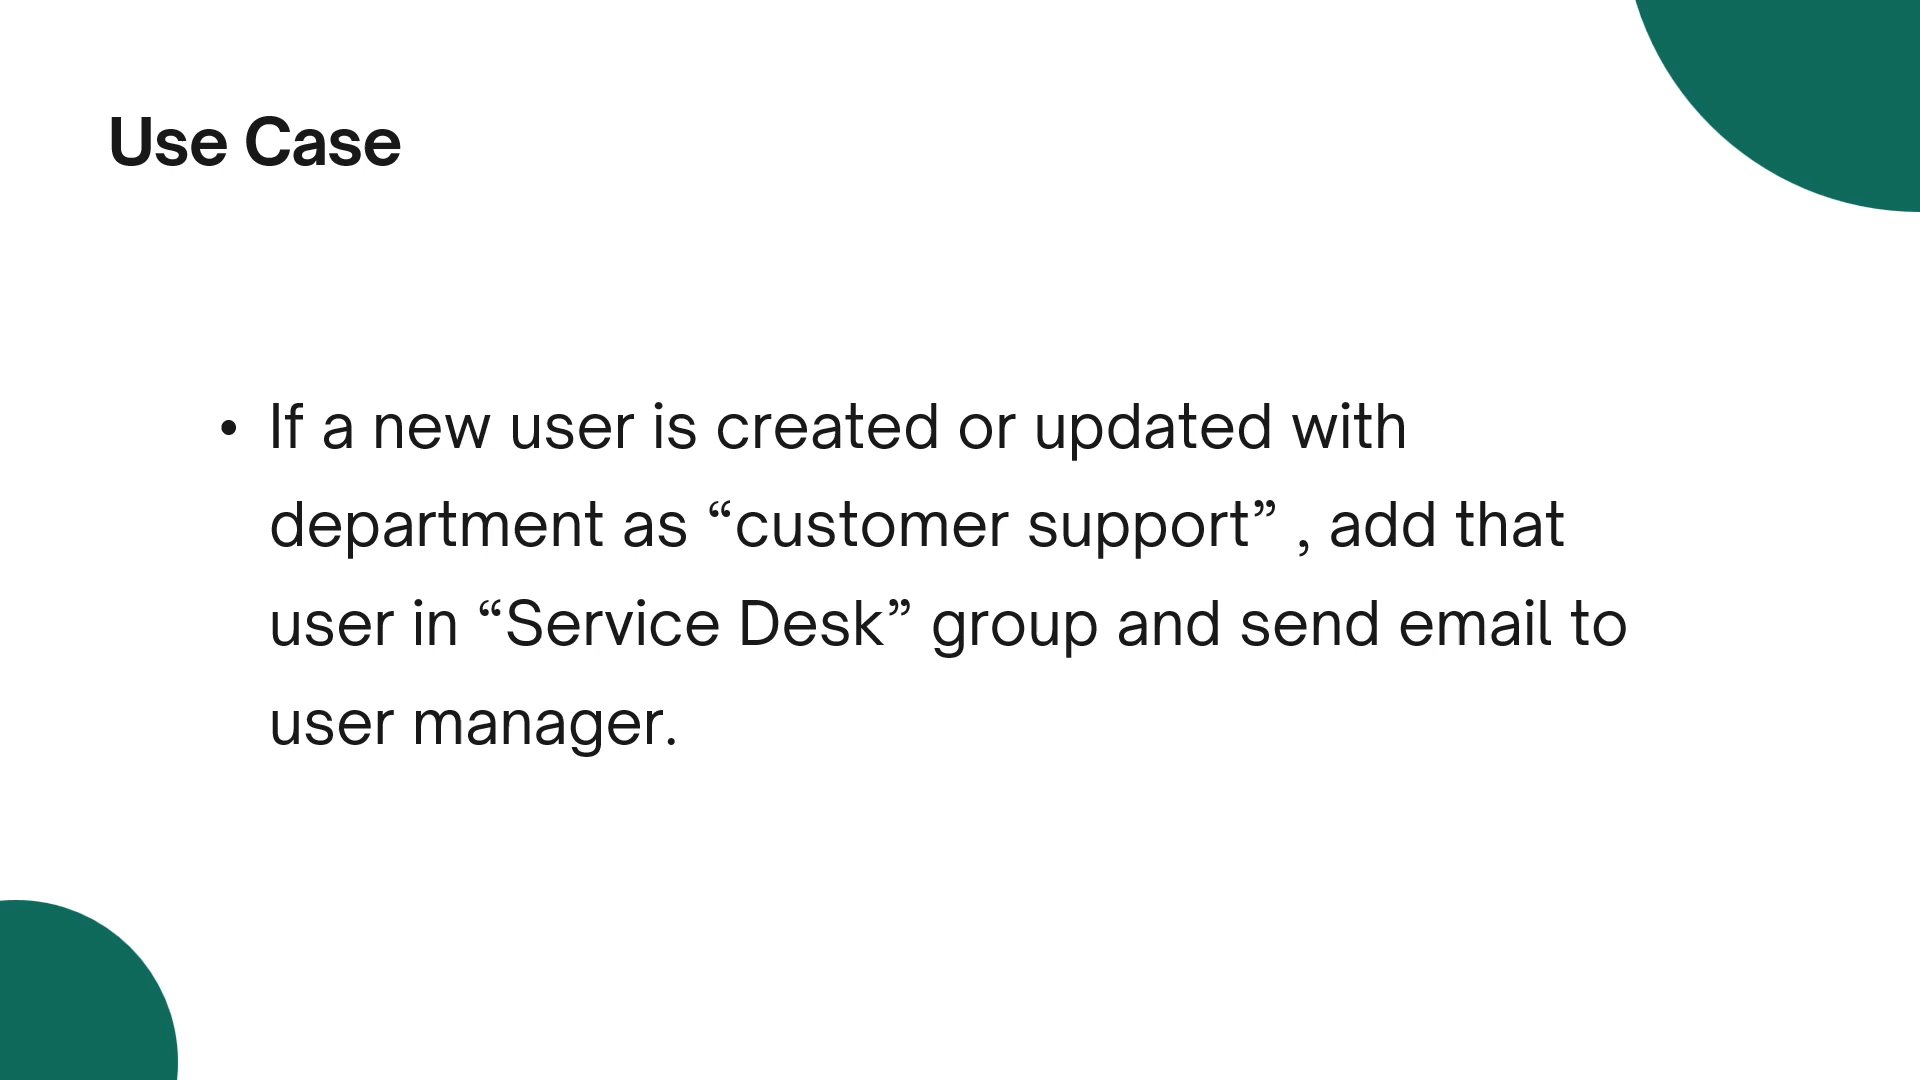 Use Case
• If a new user is created or updated with
department as “customer support” , add that
user in “Service Desk” group and send email to
user manager.